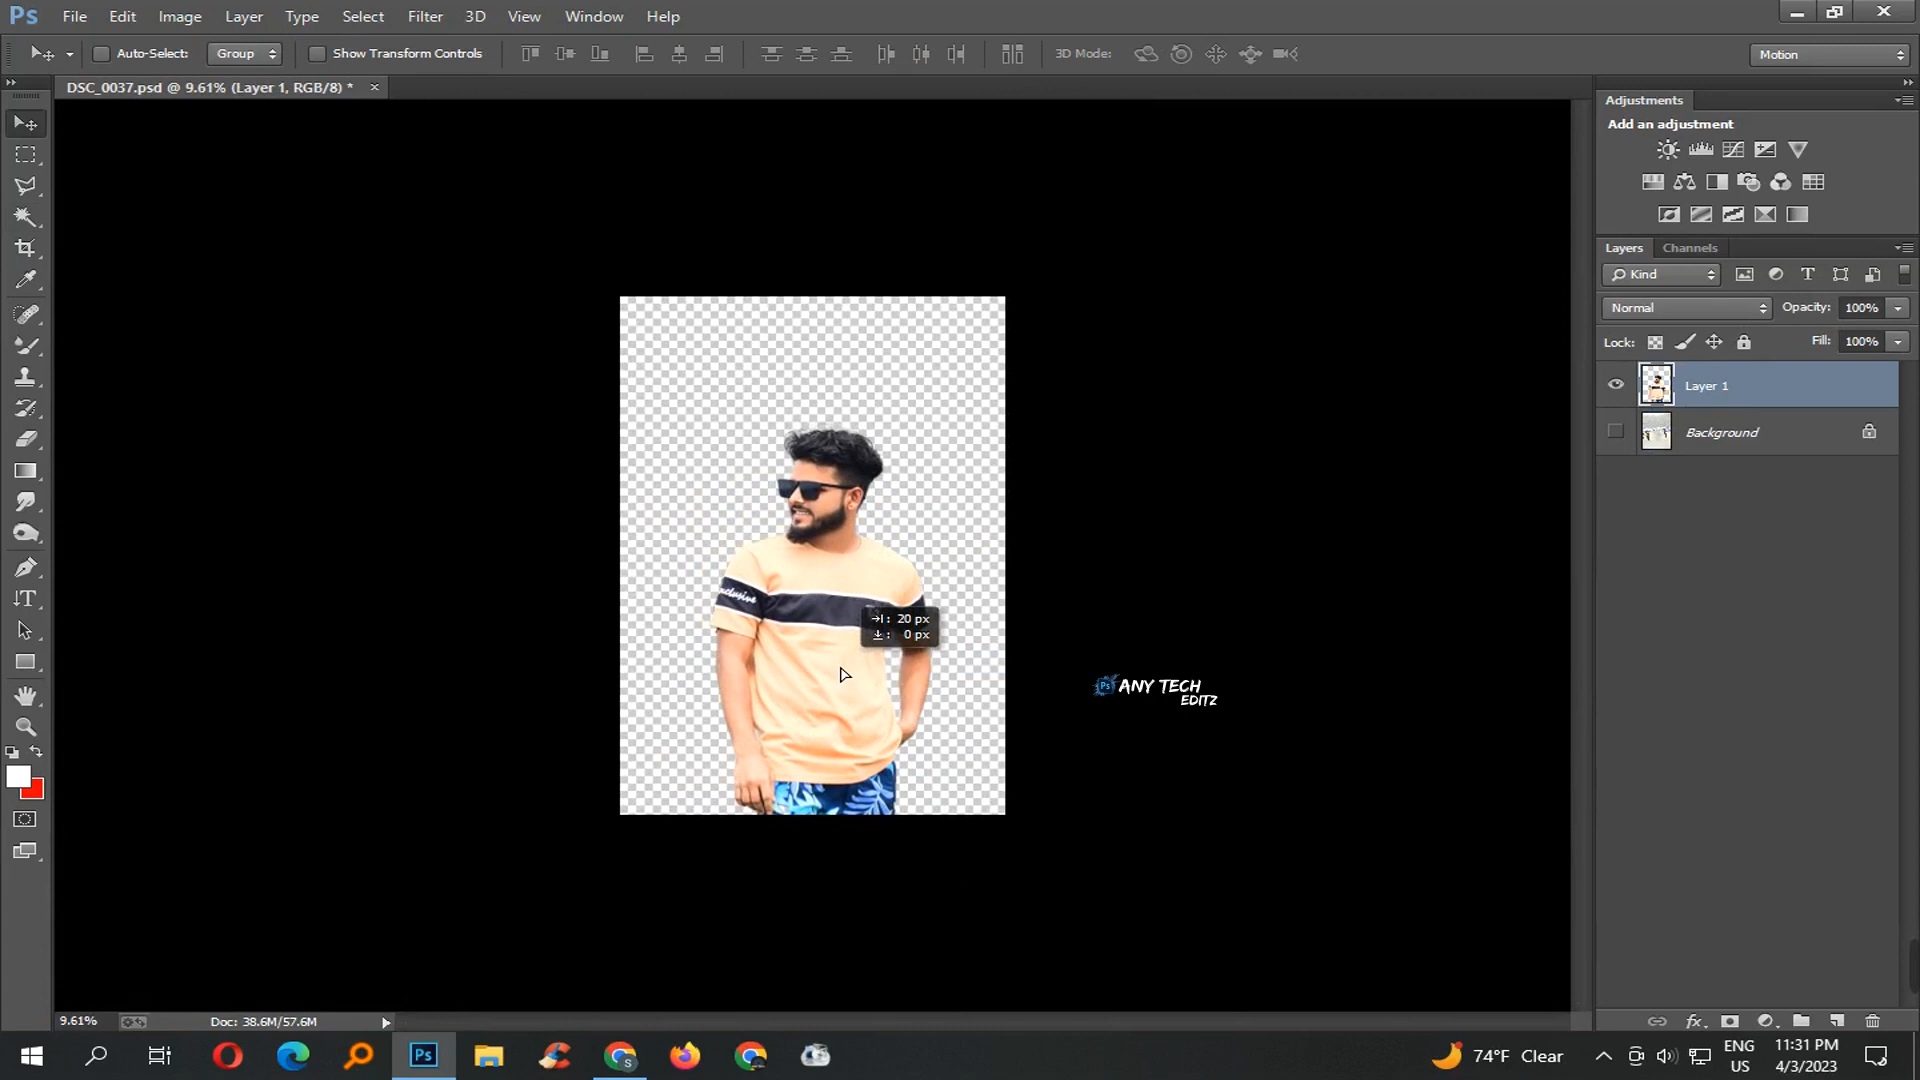 Ps File Edit Image Layer Type Select Filter 3D View Window Help
Auto-Select: Group Show Transform Controls 3D Mode: Motion
DSC_0037.psd @ 9.61% (Layer 1, RGB/8) * ×
Adjustments
Add an adjustment
Layers Channels
Kind
Normal Opacity: 100%
Lock: Fill: 100%
Layer 1
Background
exclusive
20 px
0 px
Ps ANY TECH
EDITZ
9.61% Doc: 38.6M/57.6M
Ps S 74°F Clear ENG
US
11:31 PM
4/3/2023